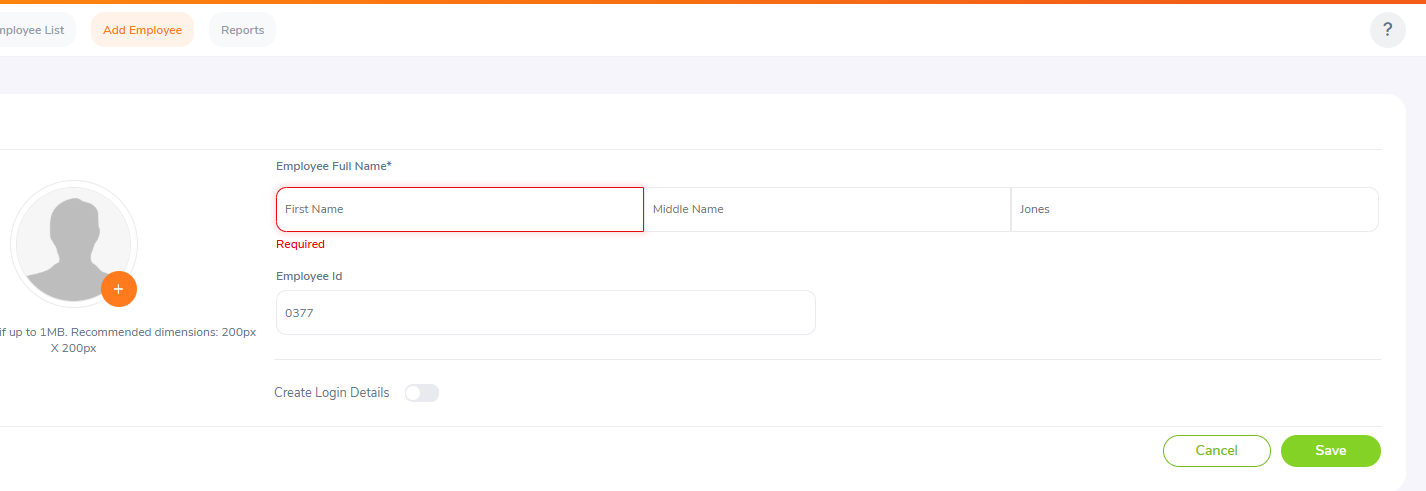 mployee List Add Employee Reports ?
Employee Full Name*
First Name Middle Name Jones
Required
Employee Id
0377
if up to 1MB. Recommended dimensions: 200px
X 200px
Create Login Details
Cancel Save